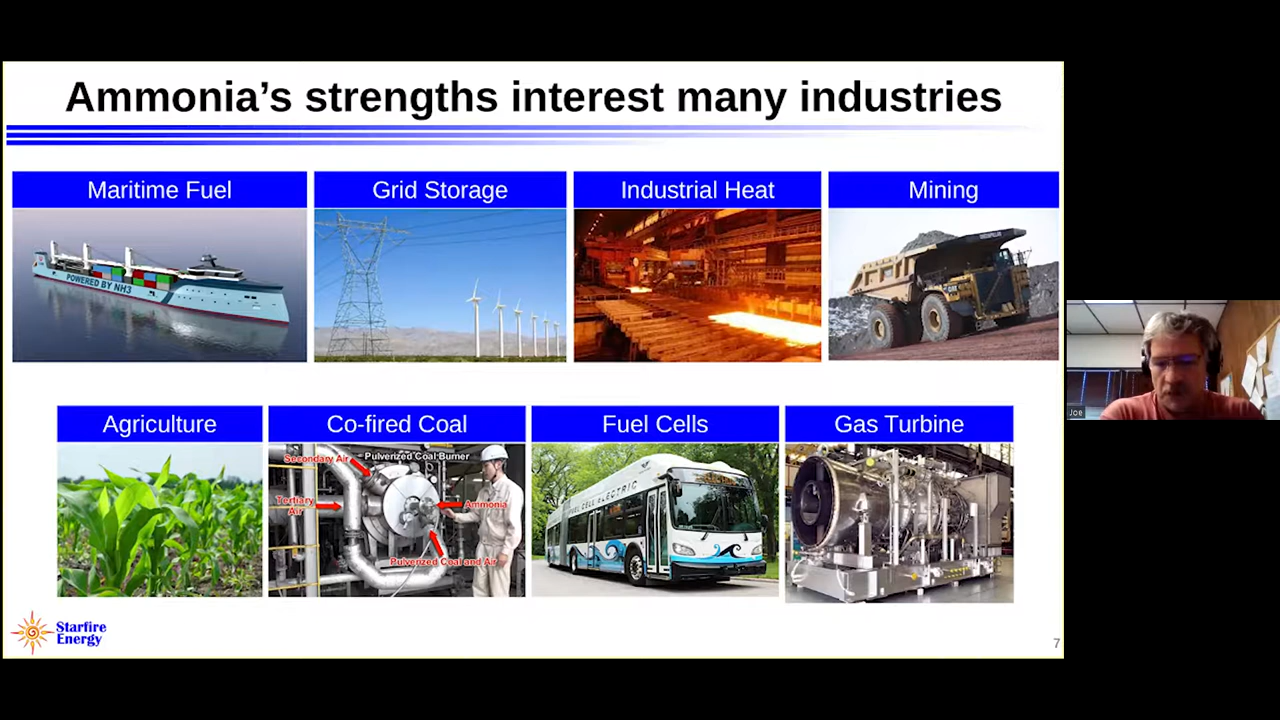 Ammonia's strengths interest many industries
Maritime Fuel
Grid Storage
Industrial Heat
Mining
POWERED BY NH3
CAT
Agriculture
Co-fired Coal
Fuel Cells
Gas Turbine
Secondary Air
Pulverized Coal Burner
Tertiary
Air
Ammonia
Pulverized Coal and Air
FUEL CELL ELECTRIC
Starfire
Energy
7
Joe